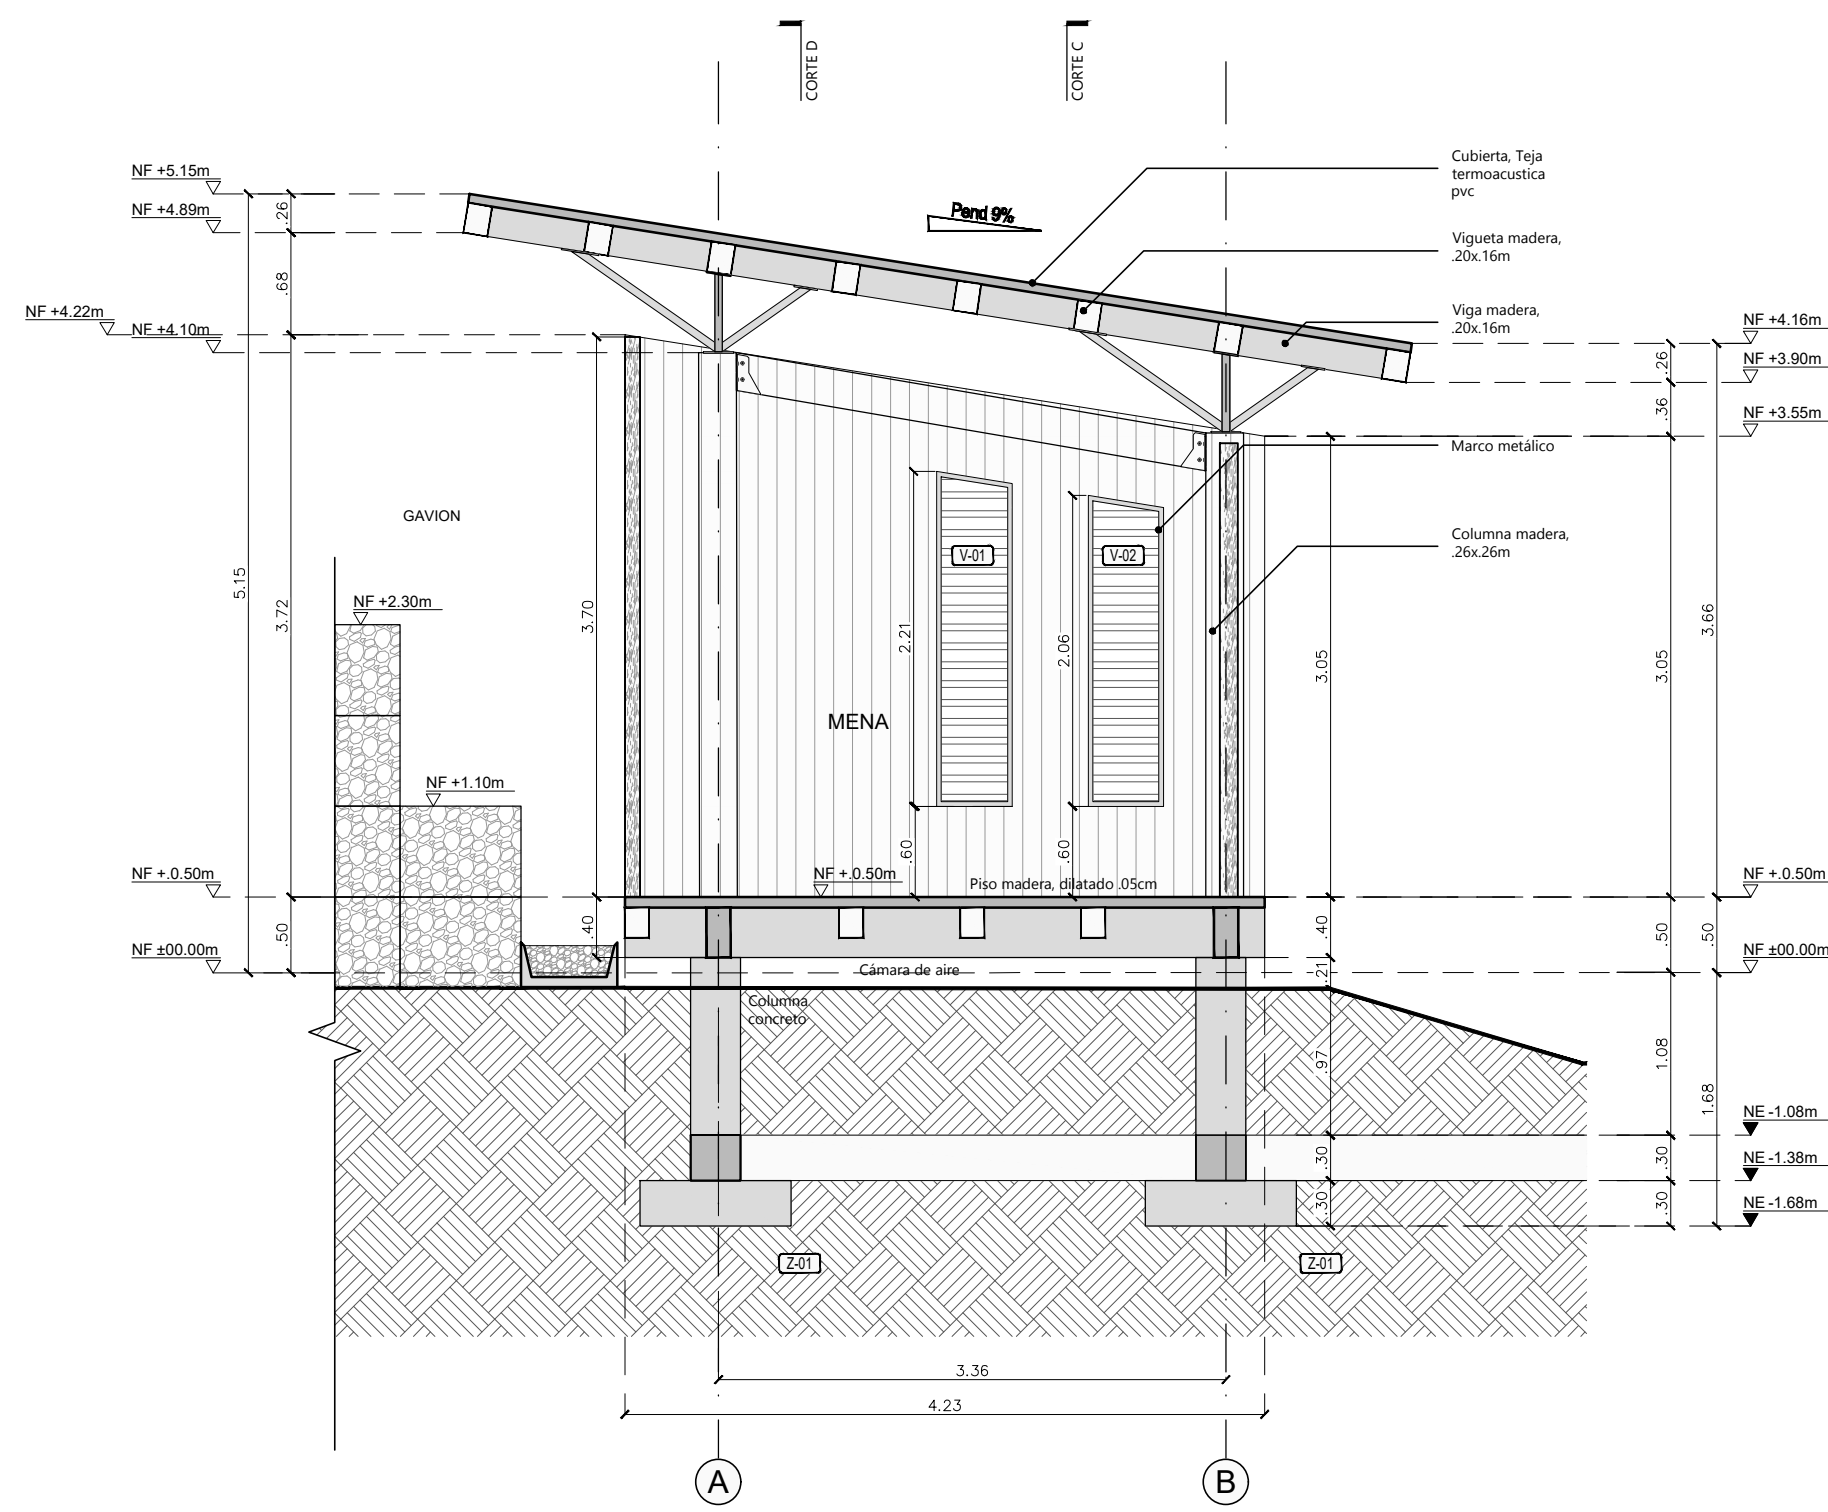 CORTE D
CORTE C
NF +5.15m
NF +4.89m
NF +4.22m
NF +4.10m
.26
.68
3.72
.50
5.15
Pend 9%
Cubierta, Teja
termoacustica
pvc
Vigueta madera,
.20x.16m
Viga madera,
.20x.16m
Marco metálico
Columna madera,
.26x.26m
NF +4.16m
NF +3.90m
NF +3.55m
.26
.36
3.05
3.66
GAVION
NF +2.30m
NF +1.10m
3.70
.40
2.21
.60
2.06
.60
V-01
V-02
MENA
3.05
NF +.0.50m
NF +.0.50m
Piso madera, dilatado .05cm
NF +.0.50m
NF ±00.00m
Cámara de aire
NF ±00.00m
Columna
concreto
.40
.21
.97
.30
.30
.50
1.08
.30
.30
.50
1.68
NE -1.08m
NE -1.38m
NE -1.68m
Z-01
Z-01
3.36
4.23
A
B